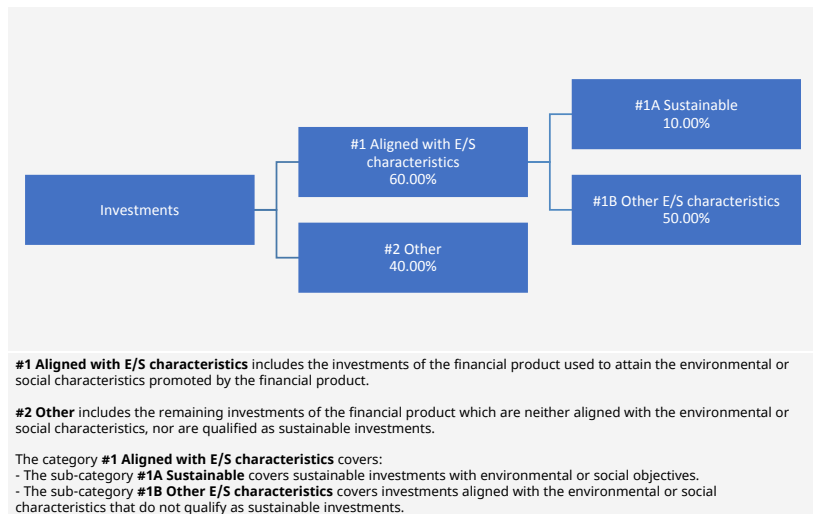 #1A Sustainable
10.00%
#1 Aligned with E/S
characteristics
60.00%
Investments
#1B Other E/S characteristics
50.00%
#2 Other
40.00%
#1 Aligned with E/S characteristics includes the investments of the financial product used to attain the environmental or
social characteristics promoted by the financial product.
#2 Other includes the remaining investments of the financial product which are neither aligned with the environmental or
social characteristics, nor are qualified as sustainable investments.
The category #1 Aligned with E/S characteristics covers:
- The sub-category #1A Sustainable covers sustainable investments with environmental or social objectives.
- The sub-category #1B Other E/S characteristics covers investments aligned with the environmental or social
characteristics that do not qualify as sustainable investments.